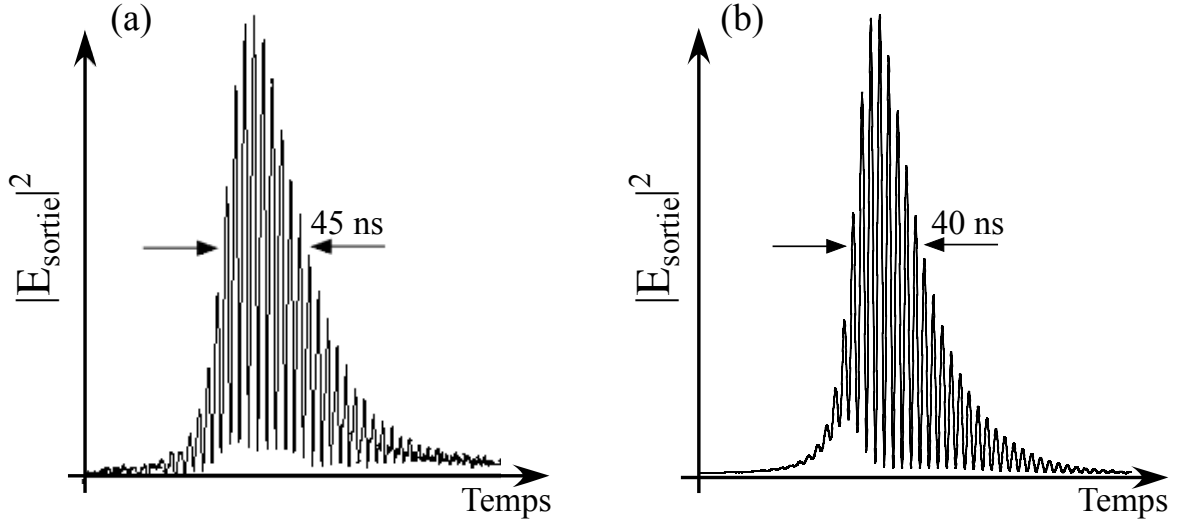 (a)
|E_sortie|²
45 ns
Temps
(b)
|E_sortie|²
40 ns
Temps